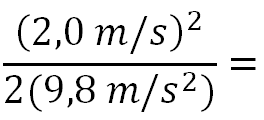 (2,0 m/s)²
2(9,8 m/s²)
=